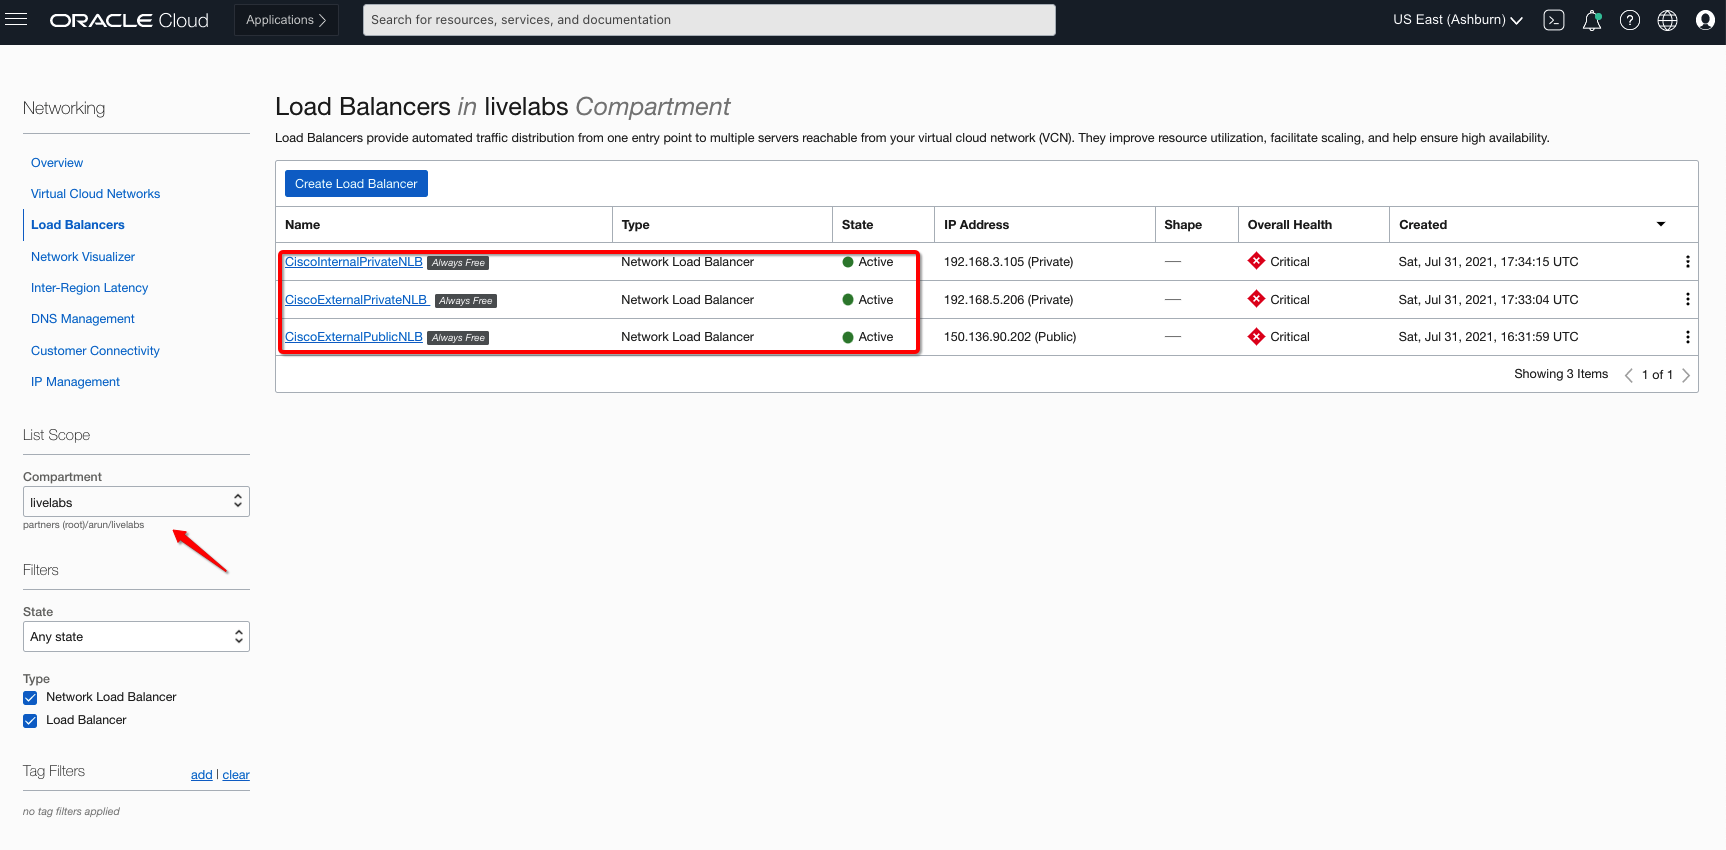 ORACLE Cloud
Applications
Search for resources, services, and documentation
US East (Ashburn)
Networking
Overview
Virtual Cloud Networks
Load Balancers
Network Visualizer
Inter-Region Latency
DNS Management
Customer Connectivity
IP Management
List Scope
Compartment
livelabs
partners (root)/arun/livelabs
Filters
State
Any state
Type
Network Load Balancer
Load Balancer
Tag Filters add | clear
no tag filters applied
Load Balancers in livelabs Compartment
Load Balancers provide automated traffic distribution from one entry point to multiple servers reachable from your virtual cloud network (VCN). They improve resource utilization, facilitate scaling, and help ensure high availability.
Create Load Balancer
Name Type State IP Address Shape Overall Health Created
CiscoInternalPrivateNLB Always Free Network Load Balancer Active 192.168.3.105 (Private) — Critical Sat, Jul 31, 2021, 17:34:15 UTC
CiscoExternalPrivateNLB Always Free Network Load Balancer Active 192.168.5.206 (Private) — Critical Sat, Jul 31, 2021, 17:33:04 UTC
CiscoExternalPublicNLB Always Free Network Load Balancer Active 150.136.90.202 (Public) — Critical Sat, Jul 31, 2021, 16:31:59 UTC
Showing 3 Items 1 of 1